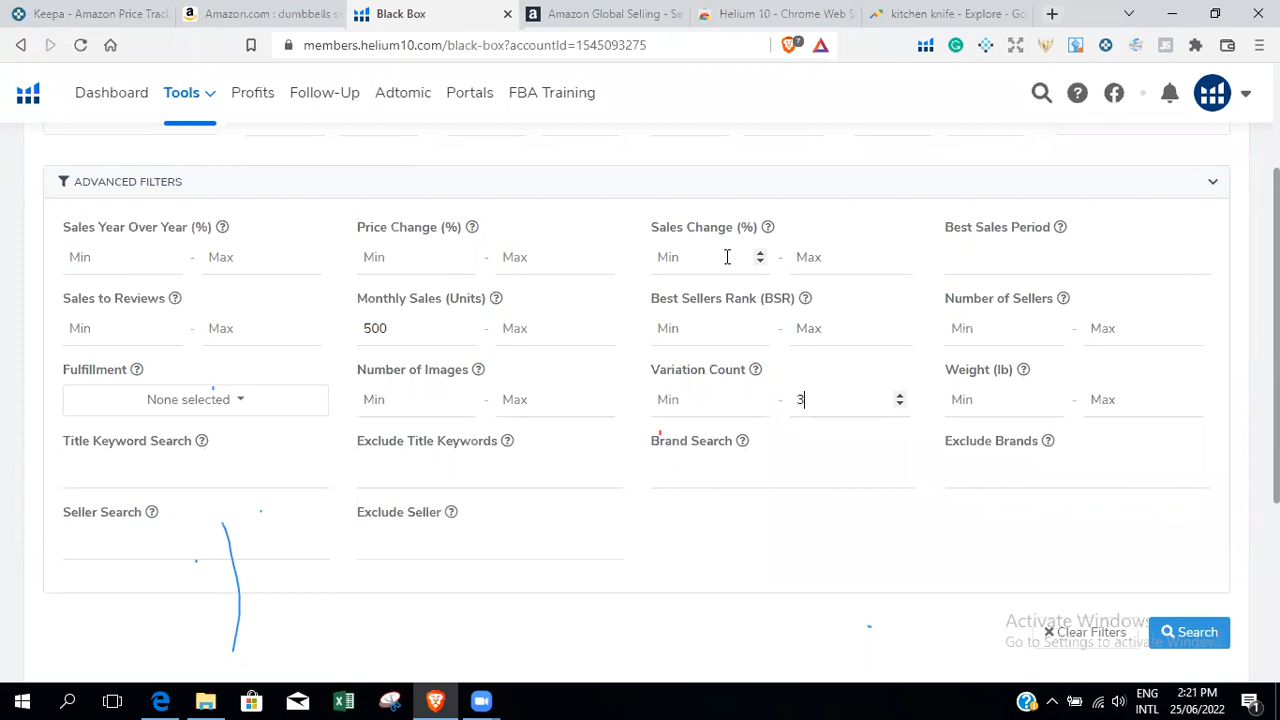 Keepa - Amazon Price Track
Amazon.com: dumbbells s
Black Box
Amazon Global Selling - Se
Helium 10 - Chrome Web S
kitchen knife - Explore - Go
members.helium10.com/black-box?accountId=1545093275
7
Dashboard
Tools
Profits
Follow-Up
Adtomic
Portals
FBA Training
ADVANCED FILTERS
Sales Year Over Year (%)
Price Change (%)
Sales Change (%)
Best Sales Period
Min - Max
Min - Max
Min - Max
Sales to Reviews
Monthly Sales (Units)
Best Sellers Rank (BSR)
Number of Sellers
Min - Max
500 - Max
Min - Max
Min - Max
Fulfillment
Number of Images
Variation Count
Weight (lb)
None selected
Min - Max
Min - 3
Min - Max
Title Keyword Search
Exclude Title Keywords
Brand Search
Exclude Brands
Seller Search
Exclude Seller
Activate Windows
Go to Settings to activate Windows.
Clear Filters
Search
ENG
INTL
2:21 PM
25/06/2022
1